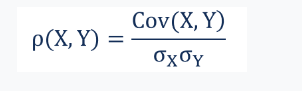 ρ(X, Y) = Cov(X, Y) / σXσY